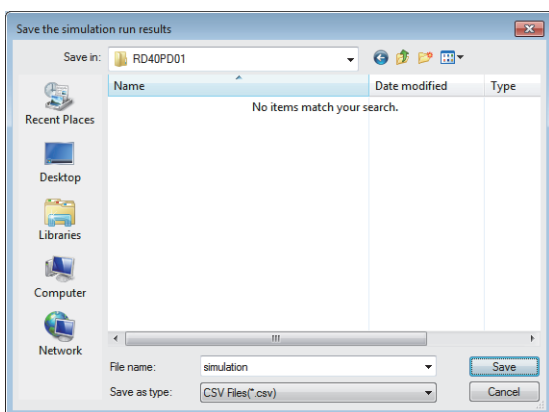 Save the simulation run results
Save in: RD40PD01
Name Date modified Type
No items match your search.
Recent Places
Desktop
Libraries
Computer
Network
File name: simulation Save
Save as type: CSV Files(*.csv) Cancel